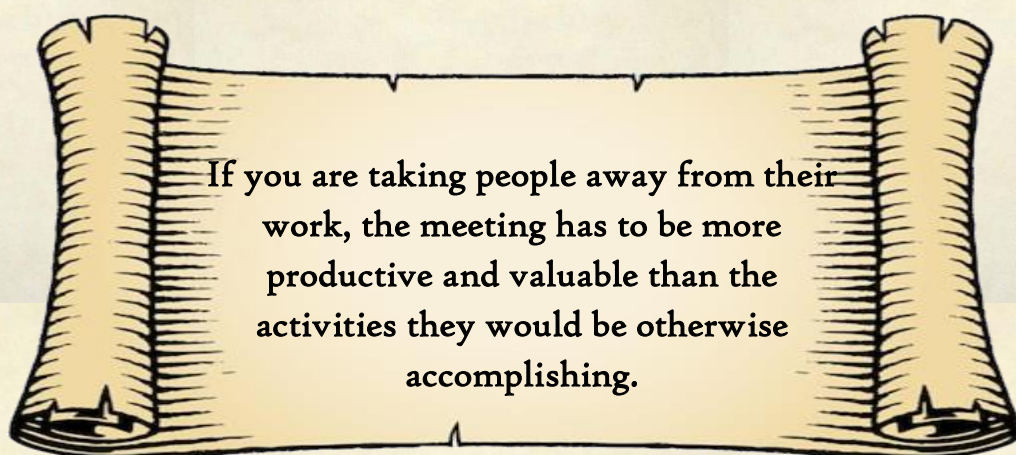 If you are taking people away from their
work, the meeting has to be more
productive and valuable than the
activities they would be otherwise
accomplishing.